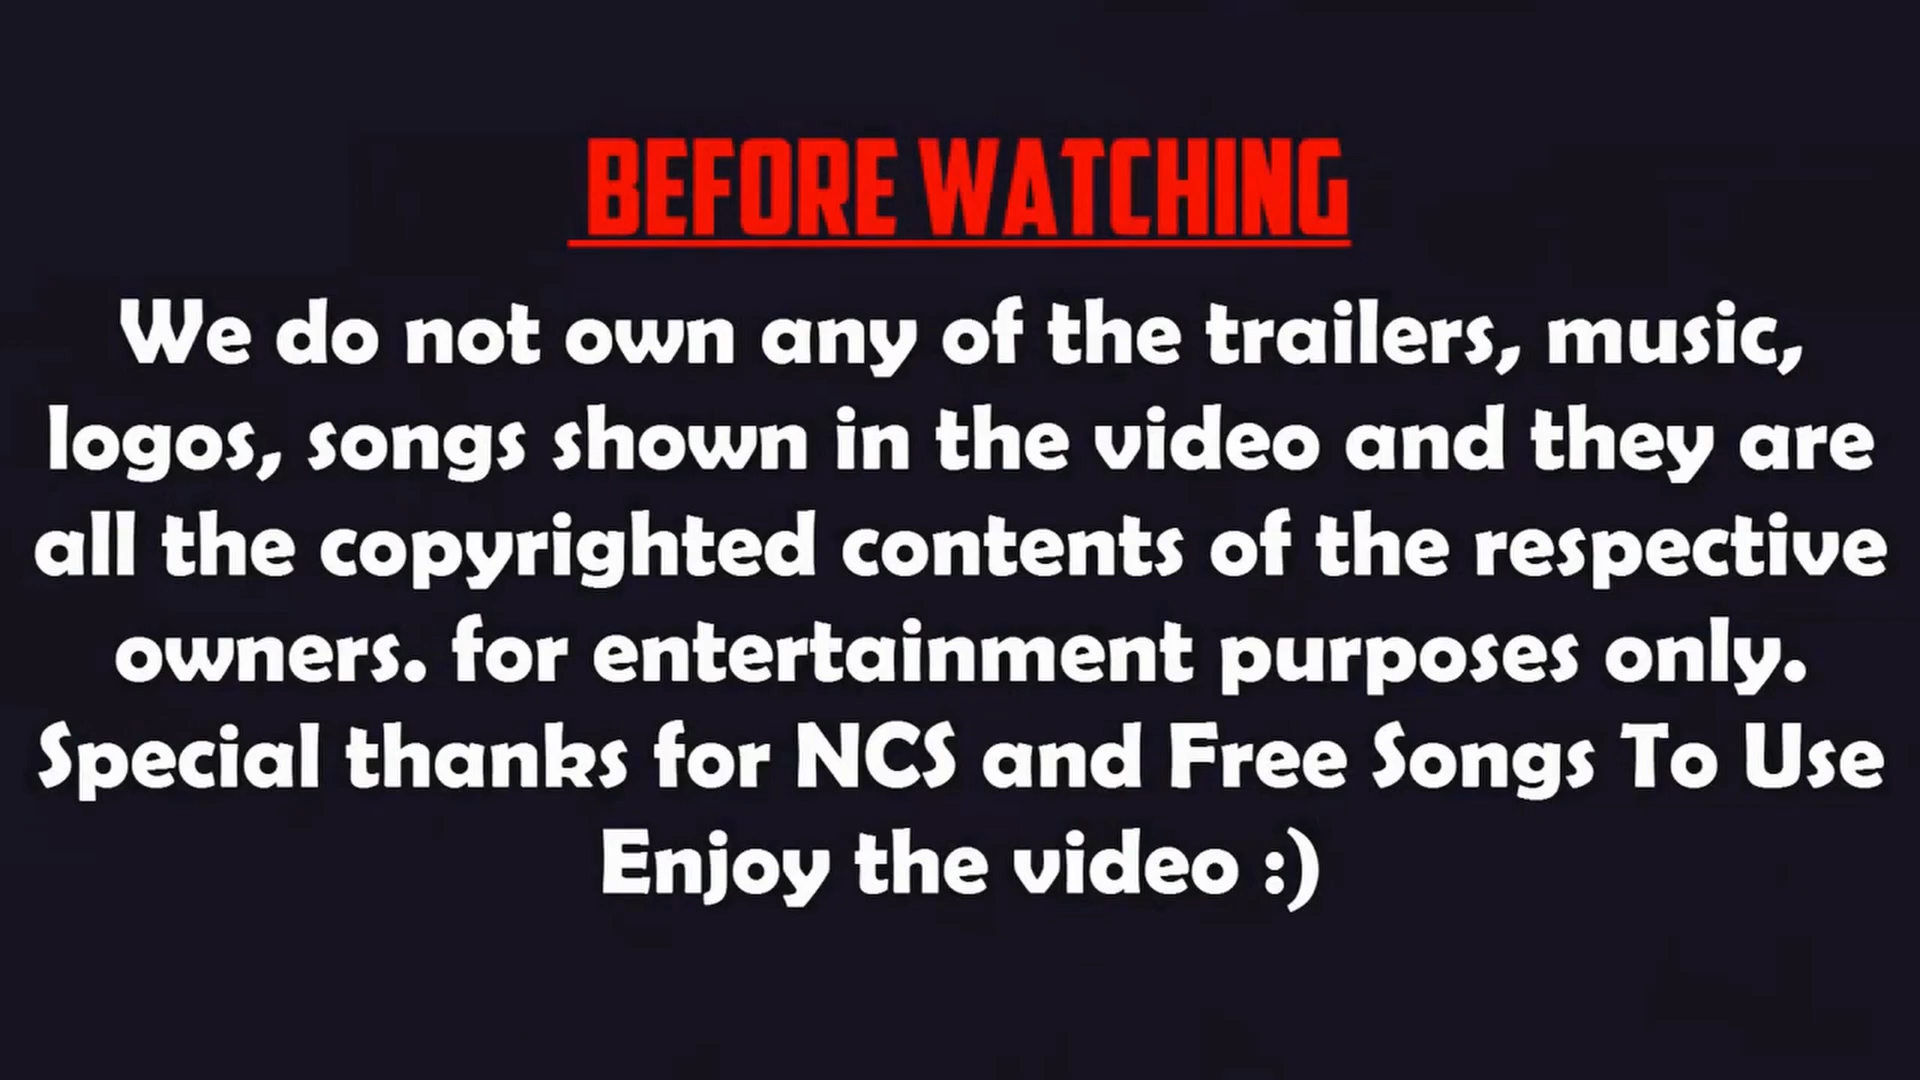 BEFORE WATCHING
We do not own any of the trailers, music,
logos, songs shown in the video and they are
all the copyrighted contents of the respective
owners. for entertainment purposes only.
Special thanks for NCS and Free Songs To Use
Enjoy the video :)